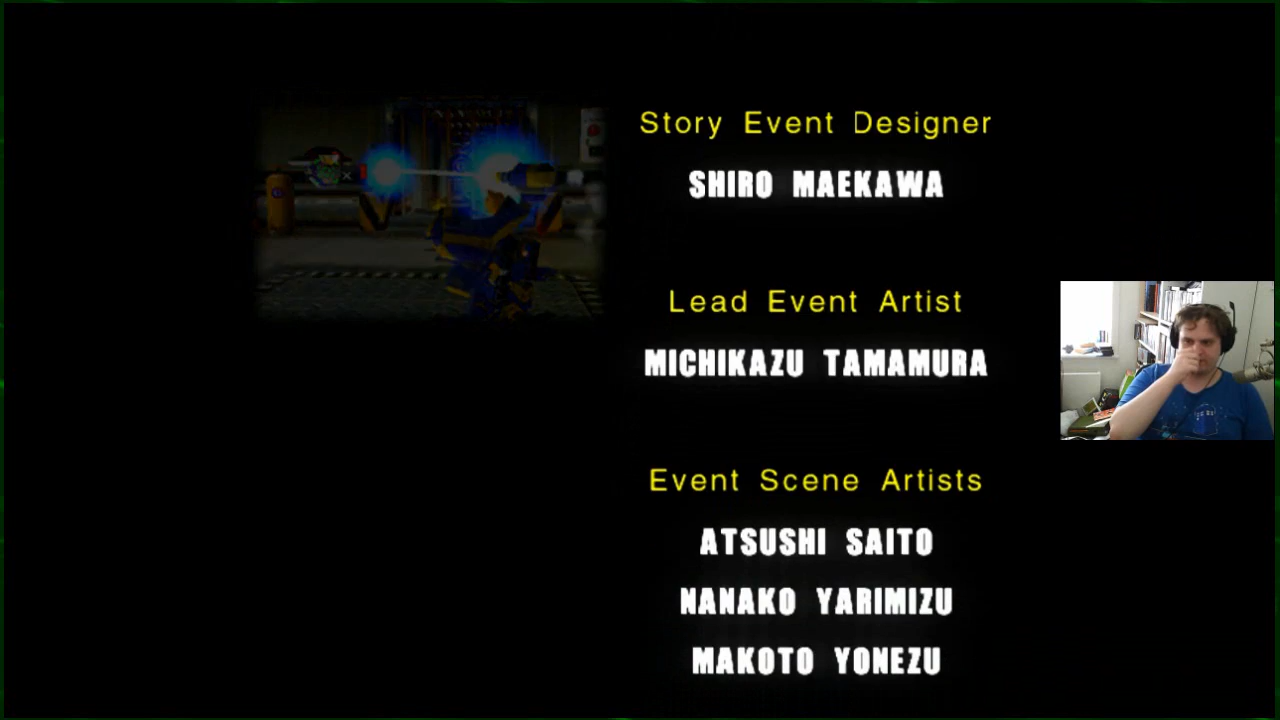 Story Event Designer
SHIRO MAEKAWA
Lead Event Artist
MICHIKAZU TAMAMURA
Event Scene Artists
ATSUSHI SAITO
NANAKO YARIMIZU
MAKOTO YONEZU